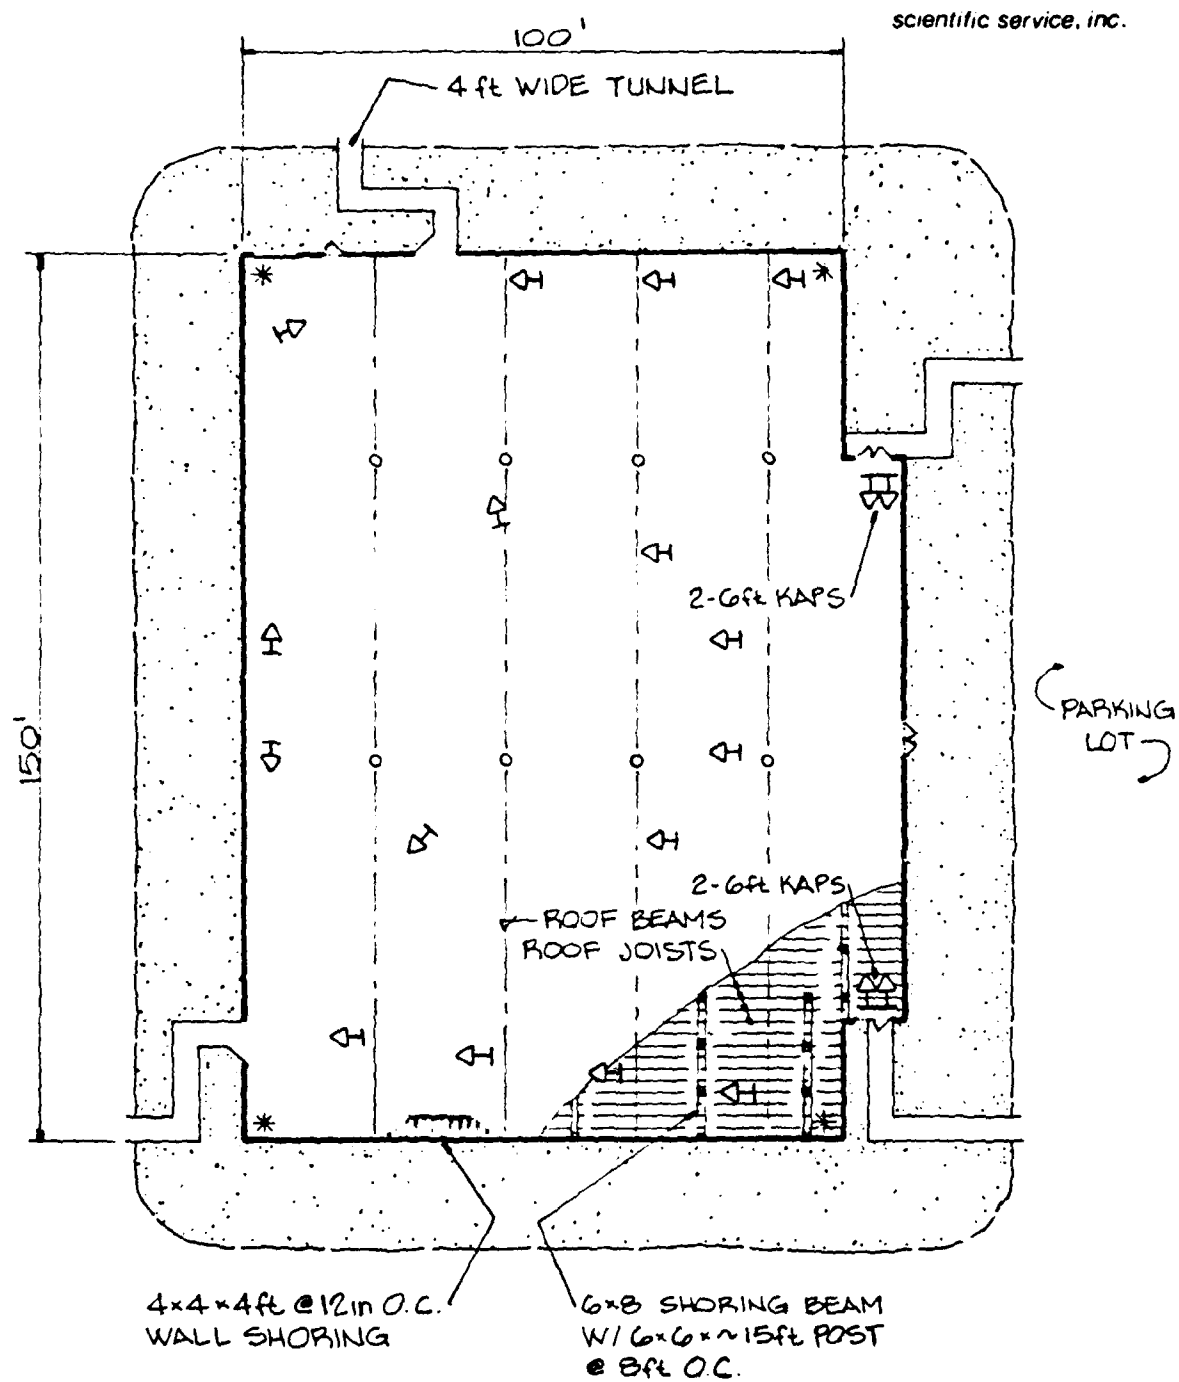 scientific service, inc.
100'
4 ft WIDE TUNNEL
2-6ft KAPS
150'
PARKING
LOT
2-6ft KAPS
ROOF BEAMS
ROOF JOISTS
4×4×4ft @12in O.C.
WALL SHORING
6×8 SHORING BEAM
W/ 6×6×~15ft POST
@ 8ft O.C.